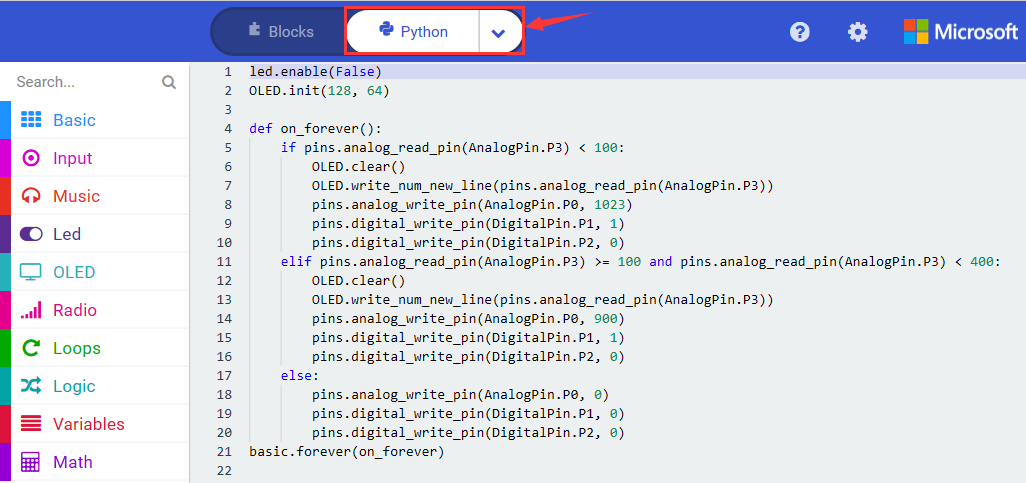 Blocks
Python
?
Microsoft
Search...
Basic
Input
Music
Led
OLED
Radio
Loops
Logic
Variables
Math
1 led.enable(False)
2 OLED.init(128, 64)
3
4 def on_forever():
5     if pins.analog_read_pin(AnalogPin.P3) < 100:
6         OLED.clear()
7         OLED.write_num_new_line(pins.analog_read_pin(AnalogPin.P3))
8         pins.analog_write_pin(AnalogPin.P0, 1023)
9         pins.digital_write_pin(DigitalPin.P1, 1)
10         pins.digital_write_pin(DigitalPin.P2, 0)
11     elif pins.analog_read_pin(AnalogPin.P3) >= 100 and pins.analog_read_pin(AnalogPin.P3) < 400:
12         OLED.clear()
13         OLED.write_num_new_line(pins.analog_read_pin(AnalogPin.P3))
14         pins.analog_write_pin(AnalogPin.P0, 900)
15         pins.digital_write_pin(DigitalPin.P1, 1)
16         pins.digital_write_pin(DigitalPin.P2, 0)
17     else:
18         pins.analog_write_pin(AnalogPin.P0, 0)
19         pins.digital_write_pin(DigitalPin.P1, 0)
20         pins.digital_write_pin(DigitalPin.P2, 0)
21 basic.forever(on_forever)
22